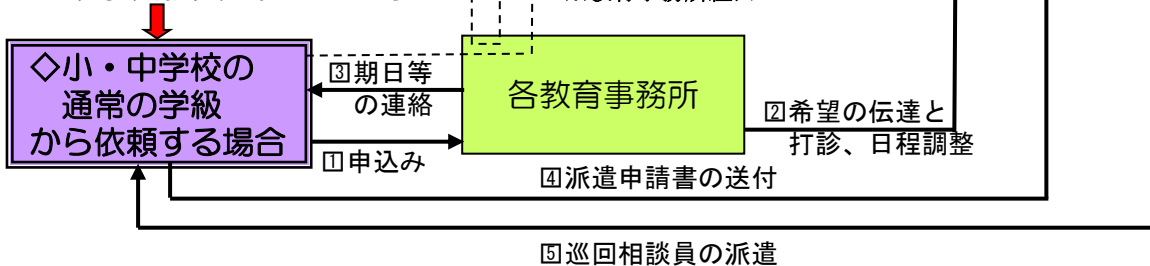 ◇小・中学校の
通常の学級
から依頼する場合
③期日等
の連絡
①申込み
各教育事務所
②希望の伝達と
打診、日程調整
④派遣申請書の送付
⑤巡回相談員の派遣